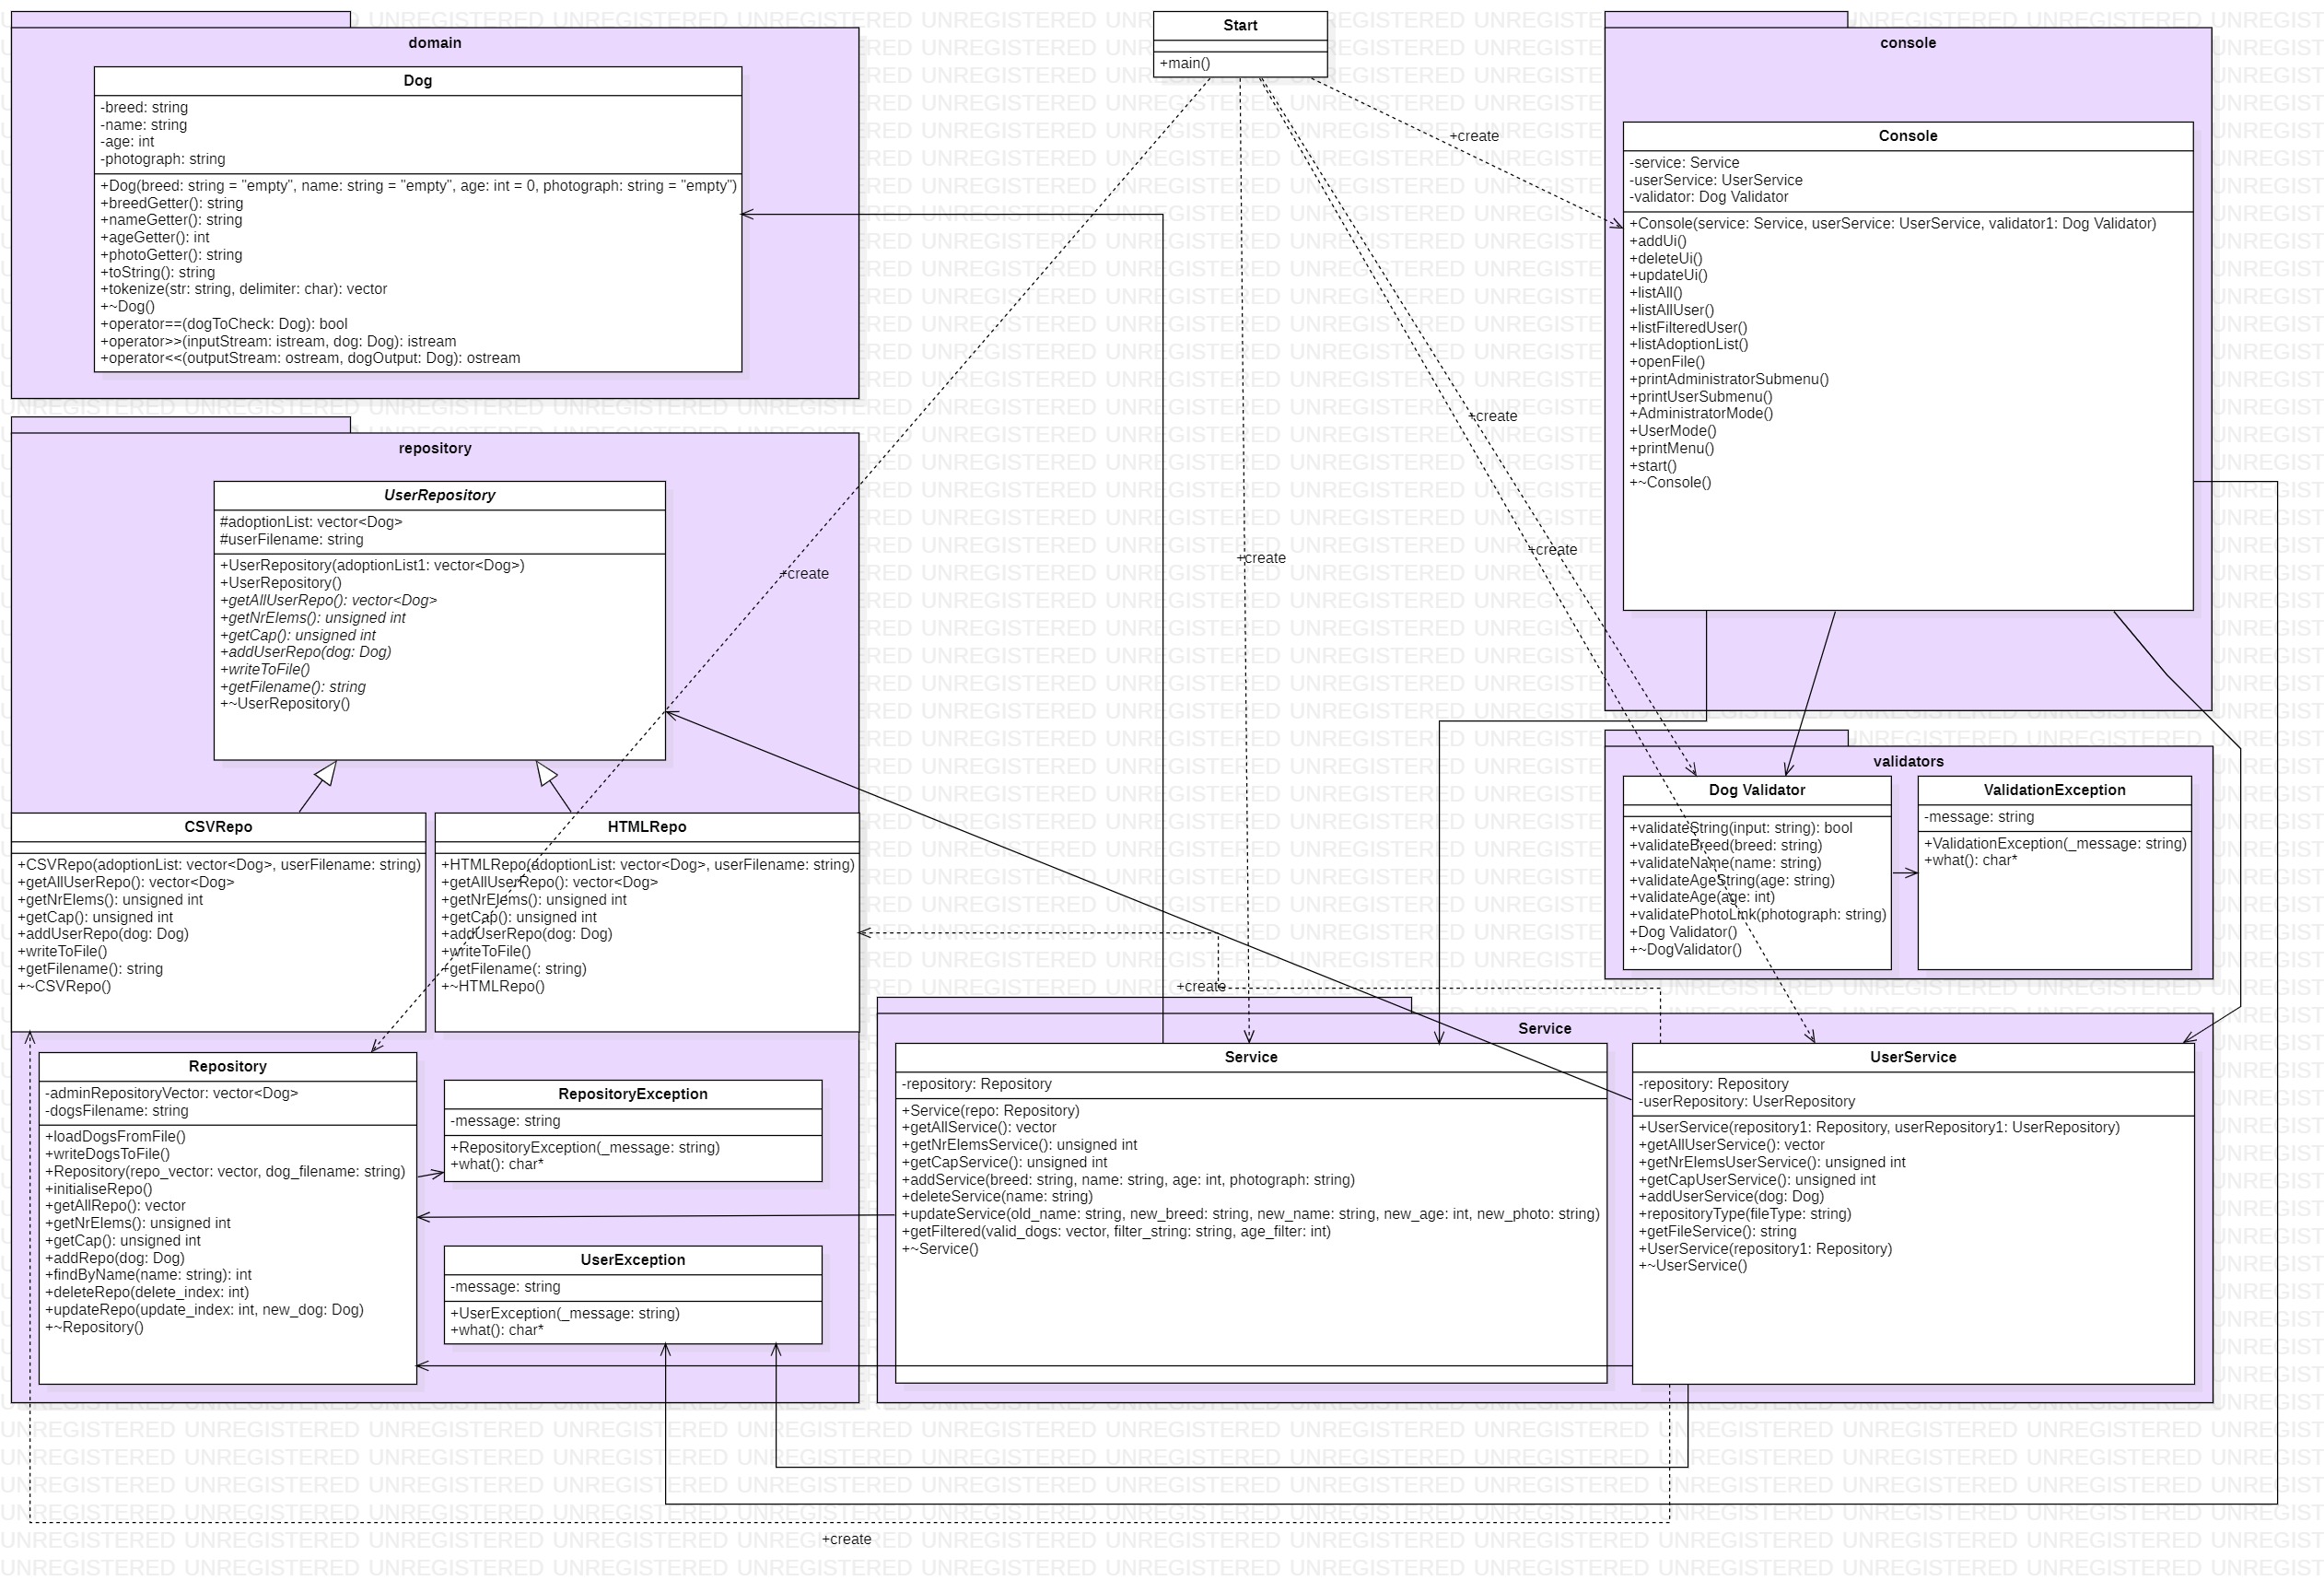 domain
Dog
-breed: string
-name: string
-age: int
-photograph: string
+Dog(breed: string = "empty", name: string = "empty", age: int = 0, photograph: string = "empty")
+breedGetter(): string
+nameGetter(): string
+ageGetter(): int
+photoGetter(): string
+toString(): string
+tokenize(str: string, delimiter: char): vector
+~Dog()
+operator==(dogToCheck: Dog): bool
+operator>>(inputStream: istream, dog: Dog): istream
+operator<<(outputStream: ostream, dogOutput: Dog): ostream
Start
+main()
+create
+create
+create
+create
+create
console
Console
-service: Service
-userService: UserService
-validator: Dog Validator
+Console(service: Service, userService: UserService, validator1: Dog Validator)
+addUi()
+deleteUi()
+updateUi()
+listAll()
+listAllUser()
+listFilteredUser()
+listAdoptionList()
+openFile()
+printAdministratorSubmenu()
+printUserSubmenu()
+AdministratorMode()
+UserMode()
+printMenu()
+start()
+~Console()
repository
UserRepository
#adoptionList: vector<Dog>
#userFilename: string
+UserRepository(adoptionList1: vector<Dog>)
+UserRepository()
+getAllUserRepo(): vector<Dog>
+getNrElems(): unsigned int
+getCap(): unsigned int
+addUserRepo(dog: Dog)
+writeToFile()
+getFilename(): string
+~UserRepository()
CSVRepo
+CSVRepo(adoptionList: vector<Dog>, userFilename: string)
+getAllUserRepo(): vector<Dog>
+getNrElems(): unsigned int
+getCap(): unsigned int
+addUserRepo(dog: Dog)
+writeToFile()
+getFilename(): string
+~CSVRepo()
HTMLRepo
+HTMLRepo(adoptionList: vector<Dog>, userFilename: string)
+getAllUserRepo(): vector<Dog>
+getNrElems(): unsigned int
+getCap(): unsigned int
+addUserRepo(dog: Dog)
+writeToFile()
+getFilename(: string)
+~HTMLRepo()
Repository
-adminRepositoryVector: vector<Dog>
-dogsFilename: string
+loadDogsFromFile()
+writeDogsToFile()
+Repository(repo_vector: vector, dog_filename: string)
+initialiseRepo()
+getAllRepo(): vector
+getNrElems(): unsigned int
+getCap(): unsigned int
+addRepo(dog: Dog)
+findByName(name: string): int
+deleteRepo(delete_index: int)
+updateRepo(update_index: int, new_dog: Dog)
+~Repository()
RepositoryException
-message: string
+RepositoryException(_message: string)
+what(): char*
UserException
-message: string
+UserException(_message: string)
+what(): char*
validators
Dog Validator
+validateString(input: string): bool
+validateBreed(breed: string)
+validateName(name: string)
+validateAgeString(age: string)
+validateAge(age: int)
+validatePhotoLink(photograph: string)
+Dog Validator()
+~DogValidator()
ValidationException
-message: string
+ValidationException(_message: string)
+what(): char*
+create
Service
Service
-repository: Repository
+Service(repo: Repository)
+getAllService(): vector
+getNrElemsService(): unsigned int
+getCapService(): unsigned int
+addService(breed: string, name: string, age: int, photograph: string)
+deleteService(name: string)
+updateService(old_name: string, new_breed: string, new_name: string, new_age: int, new_photo: string)
+getFiltered(valid_dogs: vector, filter_string: string, age_filter: int)
+~Service()
UserService
-repository: Repository
-userRepository: UserRepository
+UserService(repository1: Repository, userRepository1: UserRepository)
+getAllUserService(): vector
+getNrElemsUserService(): unsigned int
+getCapUserService(): unsigned int
+addUserService(dog: Dog)
+repositoryType(fileType: string)
+getFileService(): string
+UserService(repository1: Repository)
+~UserService()
+create
UNREGISTERED